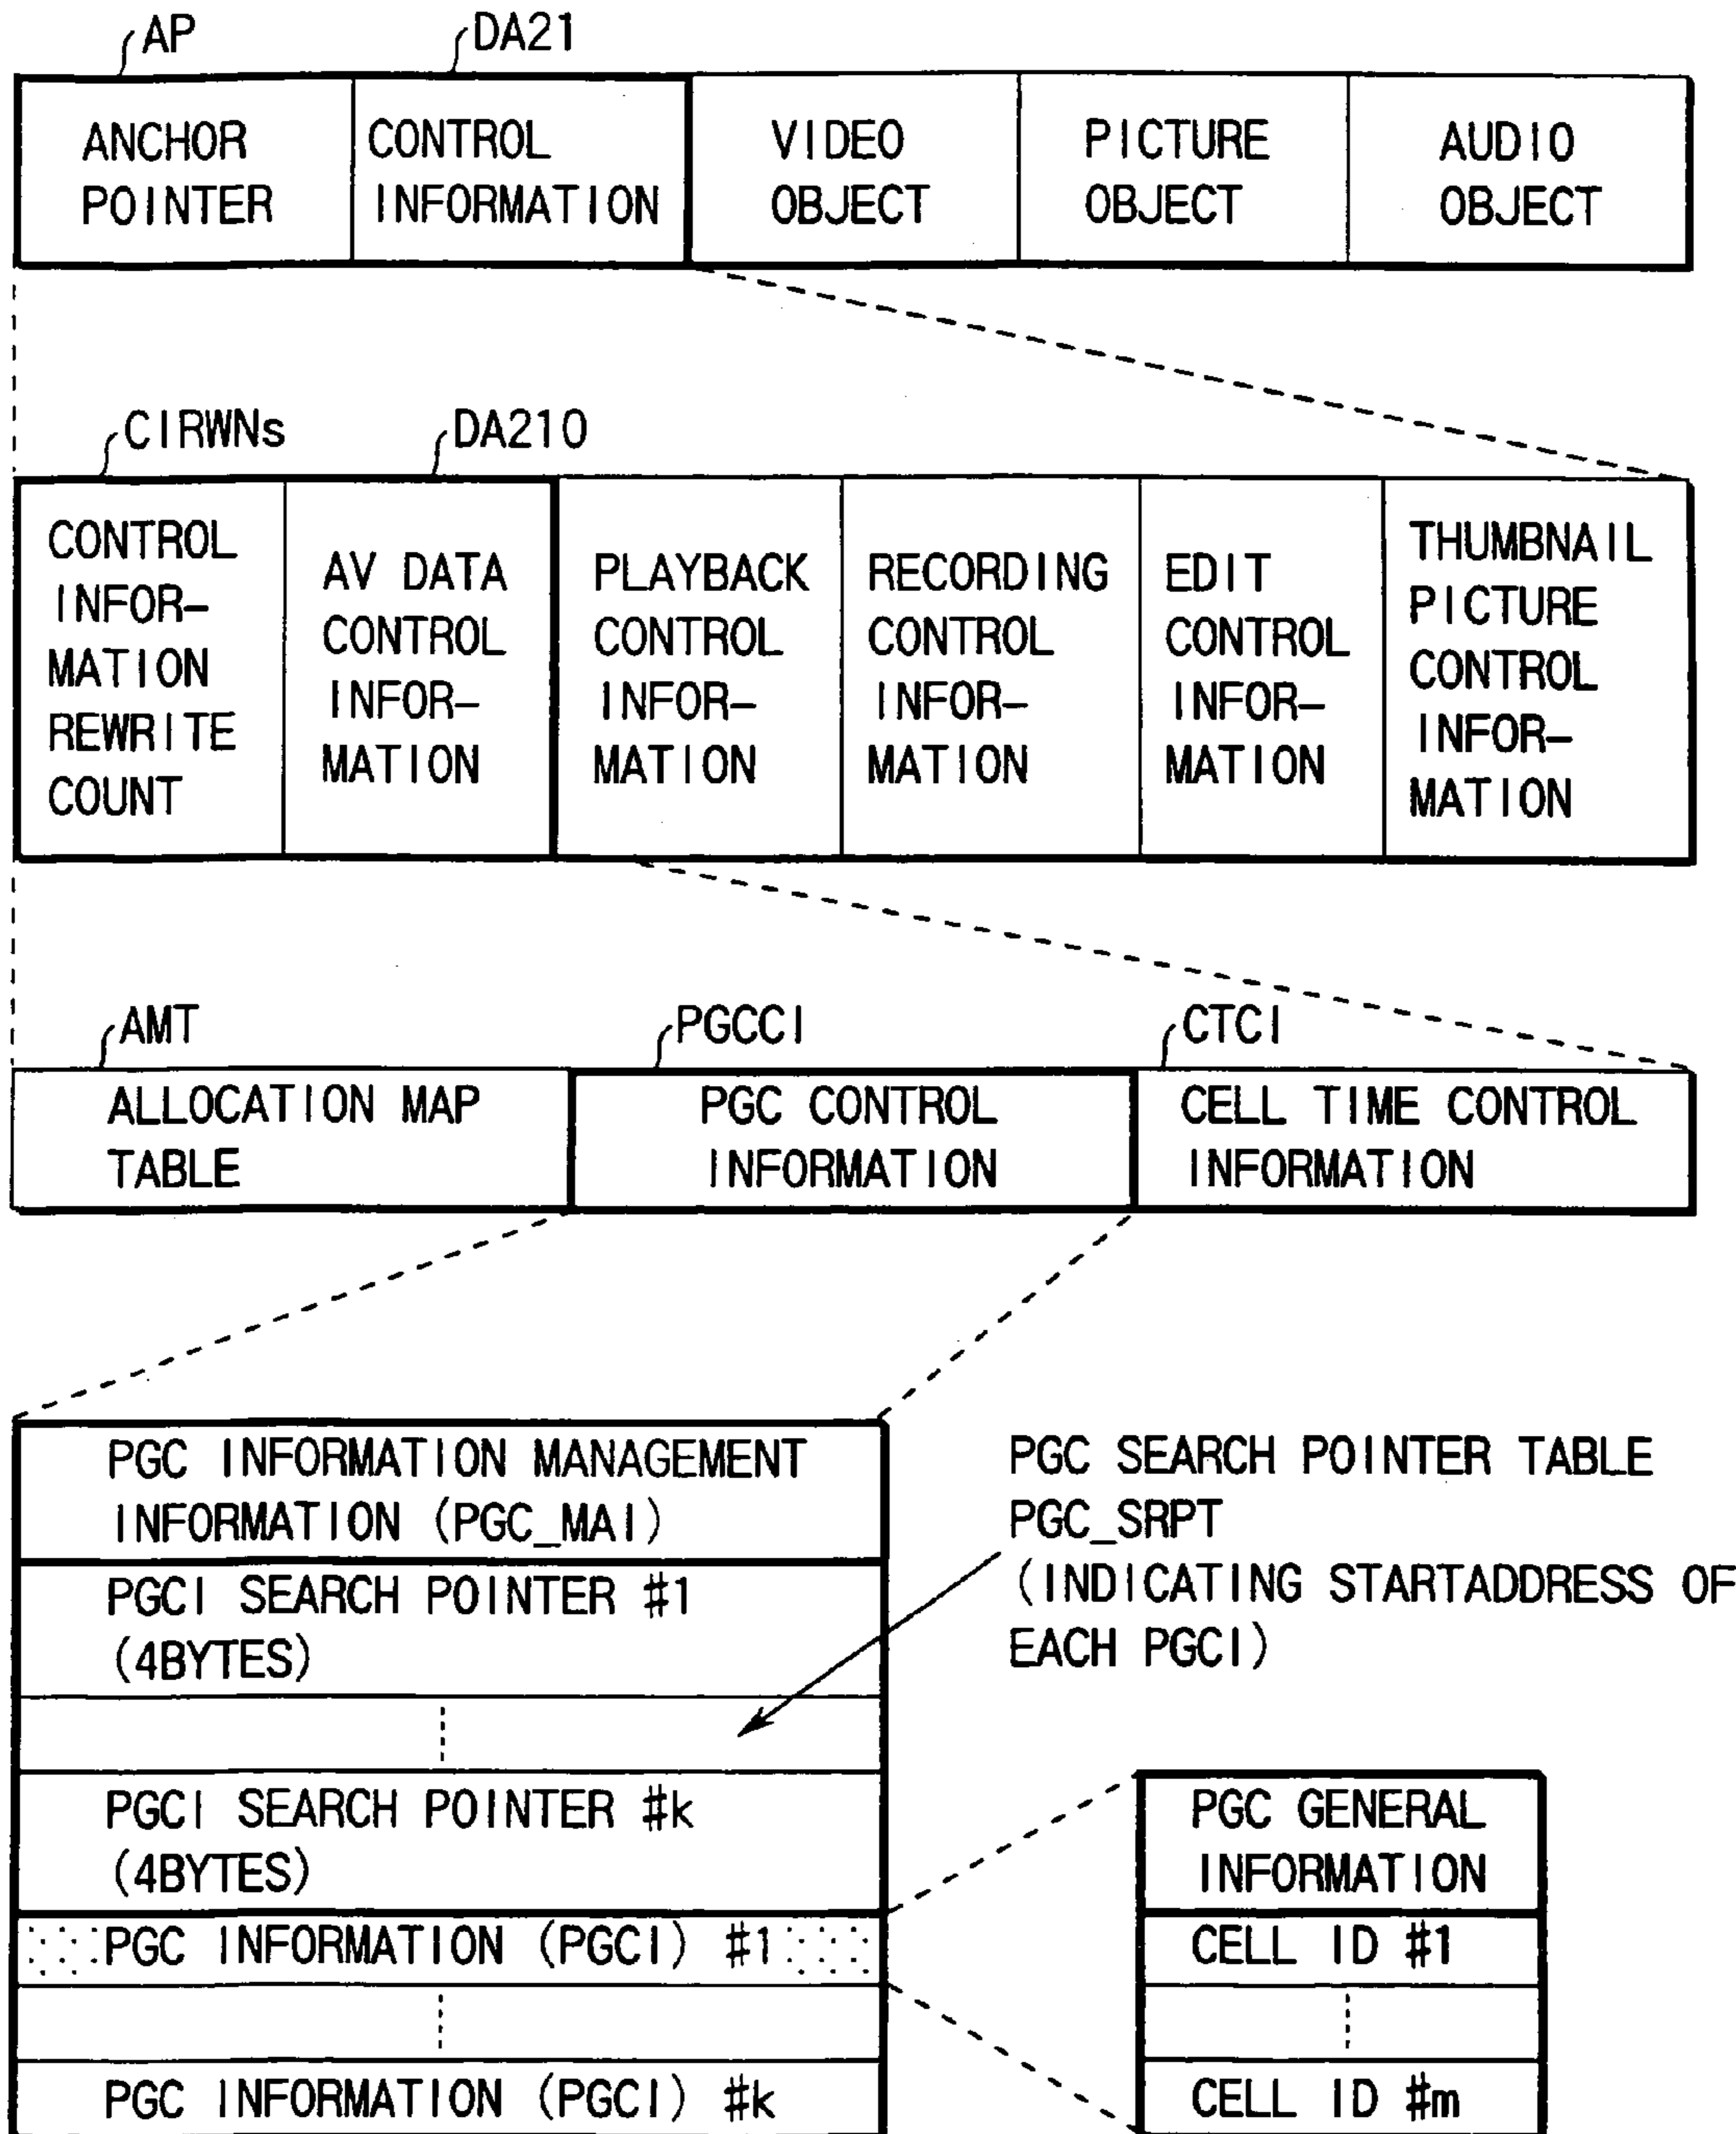 AP
DA21
ANCHOR
POINTER
CONTROL
INFORMATION
VIDEO
OBJECT
PICTURE
OBJECT
AUDIO
OBJECT
CIRWNs
DA210
CONTROL
INFOR-
MATION
REWRITE
COUNT
AV DATA
CONTROL
INFOR-
MATION
PLAYBACK
CONTROL
INFOR-
MATION
RECORDING
CONTROL
INFOR-
MATION
EDIT
CONTROL
INFOR-
MATION
THUMBNAIL
PICTURE
CONTROL
INFOR-
MATION
AMT
PGCCI
CTCI
ALLOCATION MAP
TABLE
PGC CONTROL
INFORMATION
CELL TIME CONTROL
INFORMATION
PGC INFORMATION MANAGEMENT
INFORMATION (PGC_MAI)
PGCI SEARCH POINTER #1
(4BYTES)
PGCI SEARCH POINTER #k
(4BYTES)
PGC INFORMATION (PGCI) #1
PGC INFORMATION (PGCI) #k
PGC SEARCH POINTER TABLE
PGC_SRPT
(INDICATING STARTADDRESS OF
EACH PGCI)
PGC GENERAL
INFORMATION
CELL ID #1
CELL ID #m